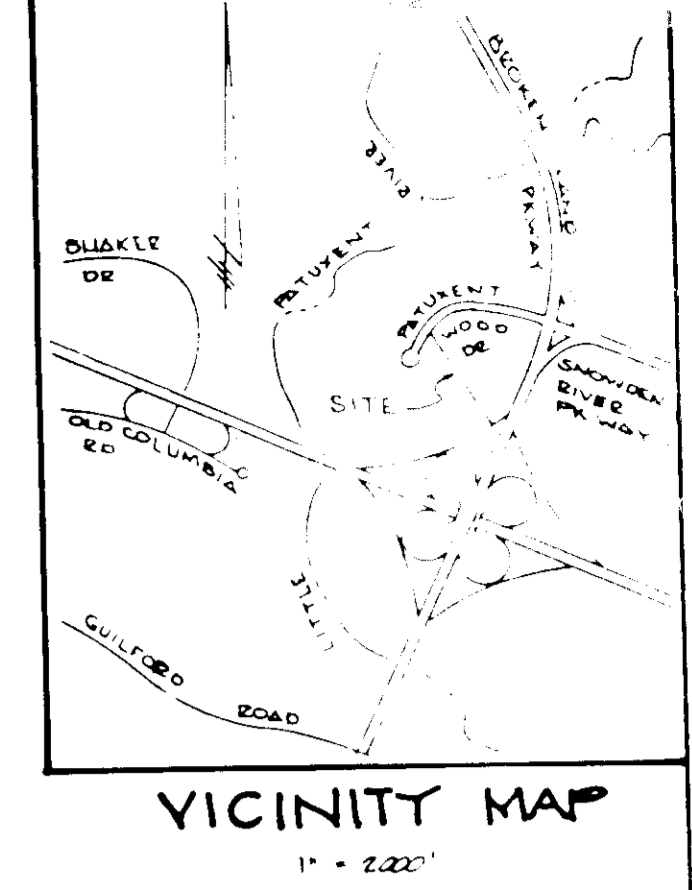 BROKEN
LAND
PKWAY
RIVER
SHAKER
DR
PATUXENT
PATUXENT
WOOD
DR
SITE
SNOWDEN
RIVER
PKWAY
OLD COLUMBIA
RD
LITTLE
GUILFORD
ROAD
VICINITY MAP
1" = 2000'